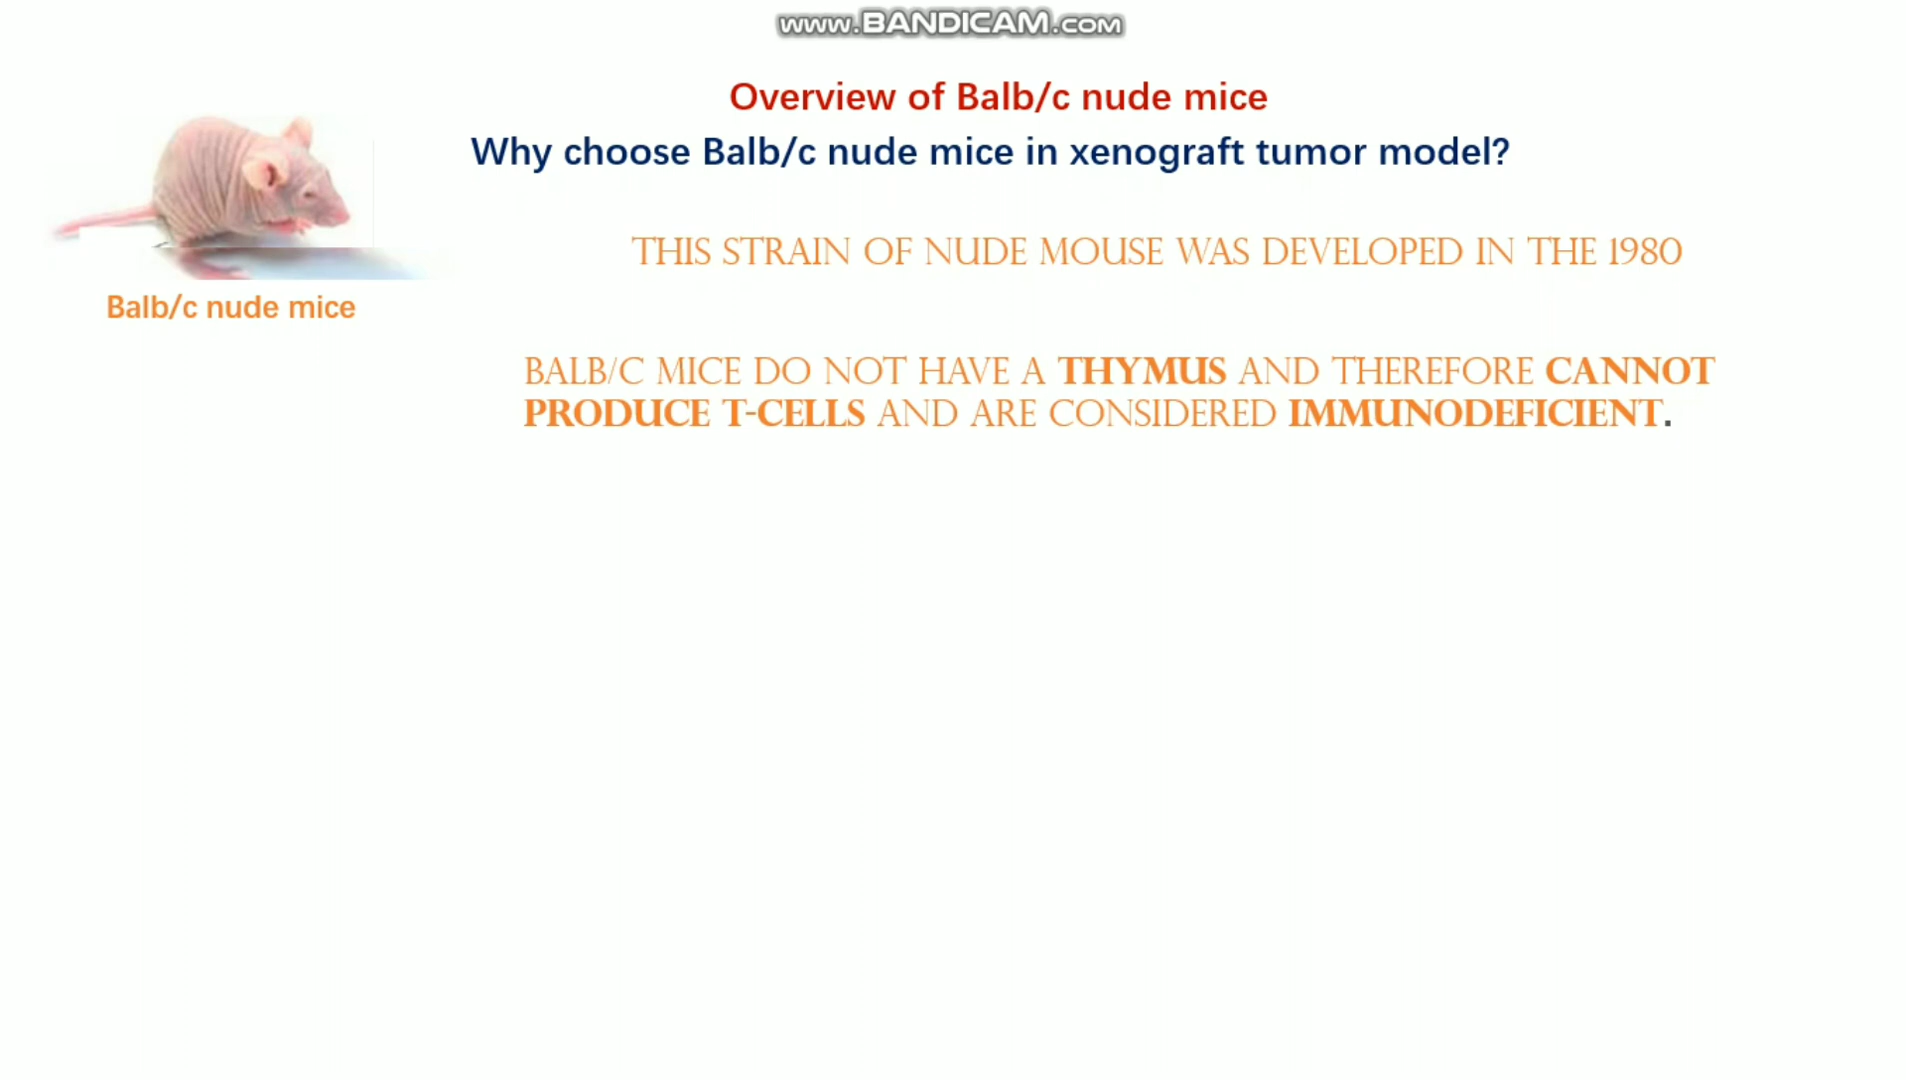 www.BANDICAM.com
Overview of Balb/c nude mice
Why choose Balb/c nude mice in xenograft tumor model?
THIS STRAIN OF NUDE MOUSE WAS DEVELOPED IN THE 1980
Balb/c nude mice
BALB/C MICE DO NOT HAVE A THYMUS AND THEREFORE CANNOT
PRODUCE T-CELLS AND ARE CONSIDERED IMMUNODEFICIENT.